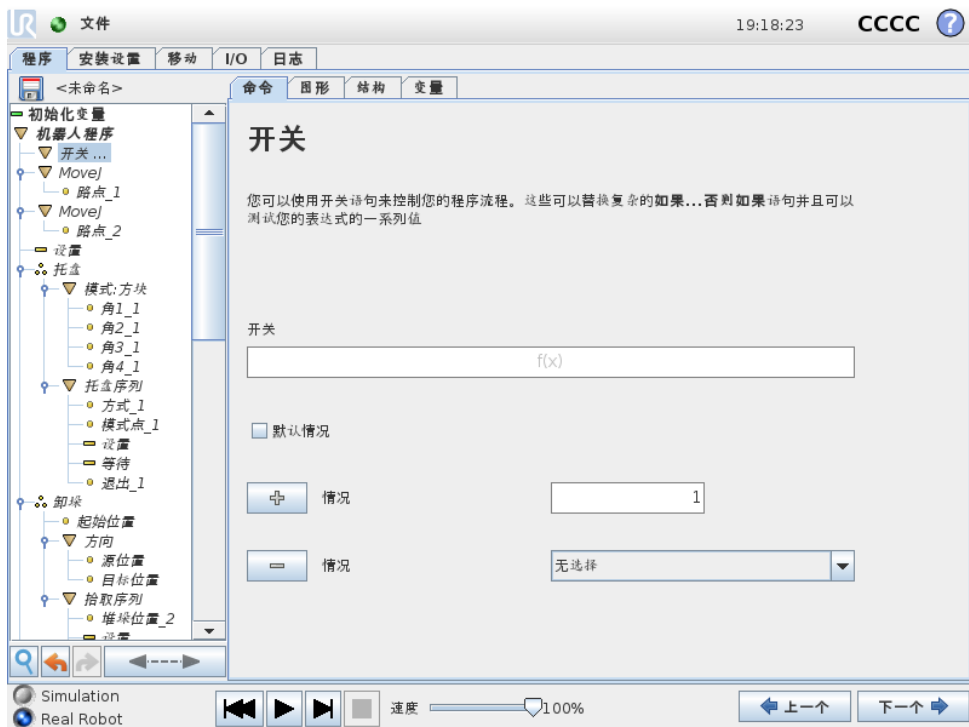 UR 文件 19:18:23 CCCC ?
程序 安装设置 移动 I/O 日志
<未命名>
命令 图形 结构 变量
初始化变量
机器人程序
开关 ...
MoveJ
路点_1
MoveJ
路点_2
设置
托盘
模式:方块
角1_1
角2_1
角3_1
角4_1
托盘序列
方式_1
模式点_1
设置
等待
退出_1
卸垛
起始位置
方向
源位置
目标位置
拾取序列
堆垛位置_2
设置
开关
您可以使用开关语句来控制您的程序流程。这些可以替换复杂的如果...否则如果语句并且可以
测试您的表达式的一系列值
开关
f(x)
默认情况
情况 1
情况 无选择
Simulation
Real Robot
速度 100%
上一个 下一个